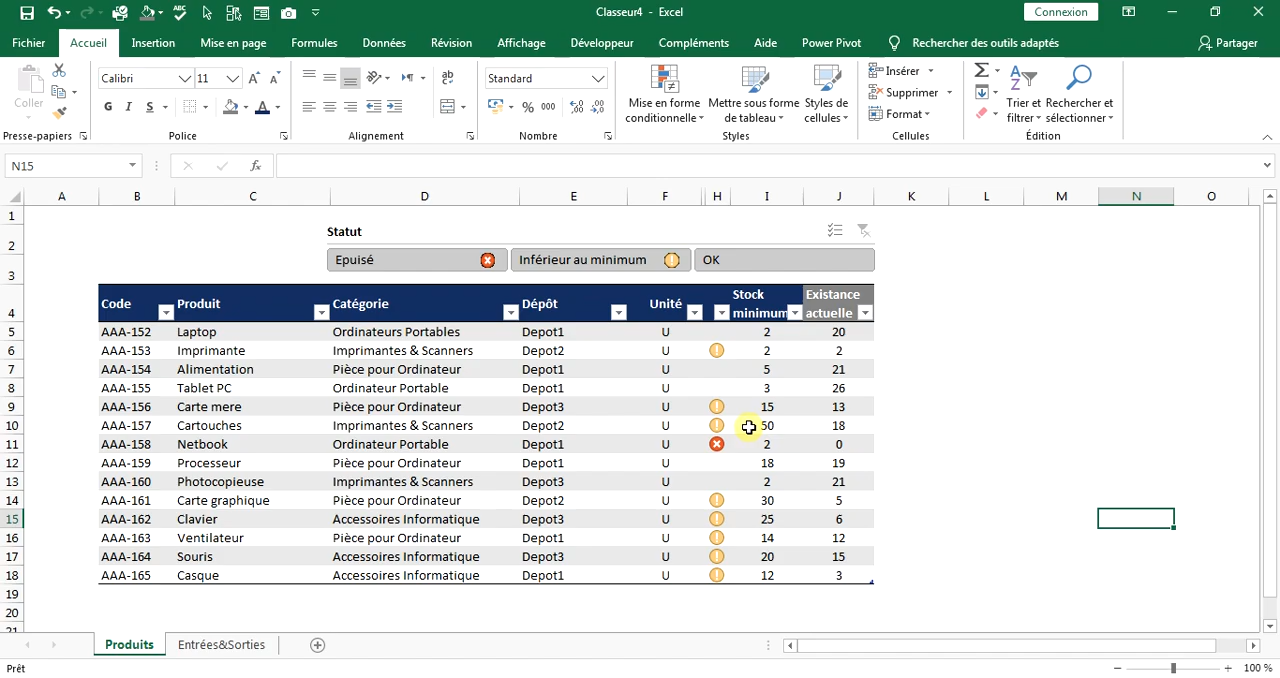 Classeur4 - Excel
Connexion
Fichier Accueil Insertion Mise en page Formules Données Révision Affichage Développeur Compléments Aide Power Pivot Rechercher des outils adaptés Partager
Coller
Presse-papiers
Calibri 11
G I S
Police
ab
Alignement
Standard
% 000
Nombre
Mise en forme conditionnelle
Mettre sous forme de tableau
Styles de cellules
Styles
Insérer
Supprimer
Format
Cellules
Trier et filtrer
Rechercher et sélectionner
Édition
N15
fx
A B C D E F H I J K L M N O
1
2 Statut
3 Epuisé Inférieur au minimum OK
4 Code Produit Catégorie Dépôt Unité Stock minimum Existance actuelle
5 AAA-152 Laptop Ordinateurs Portables Depot1 U 2 20
6 AAA-153 Imprimante Imprimantes & Scanners Depot2 U 2 2
7 AAA-154 Alimentation Pièce pour Ordinateur Depot1 U 5 21
8 AAA-155 Tablet PC Ordinateur Portable Depot1 U 3 26
9 AAA-156 Carte mere Pièce pour Ordinateur Depot3 U 15 13
10 AAA-157 Cartouches Imprimantes & Scanners Depot2 U 50 18
11 AAA-158 Netbook Ordinateur Portable Depot1 U 2 0
12 AAA-159 Processeur Pièce pour Ordinateur Depot1 U 18 19
13 AAA-160 Photocopieuse Imprimantes & Scanners Depot3 U 2 21
14 AAA-161 Carte graphique Pièce pour Ordinateur Depot2 U 30 5
15 AAA-162 Clavier Accessoires Informatique Depot3 U 25 6
16 AAA-163 Ventilateur Pièce pour Ordinateur Depot1 U 14 12
17 AAA-164 Souris Accessoires Informatique Depot3 U 20 15
18 AAA-165 Casque Accessoires Informatique Depot1 U 12 3
19
20
21
Produits Entrées&Sorties
Prêt
100 %